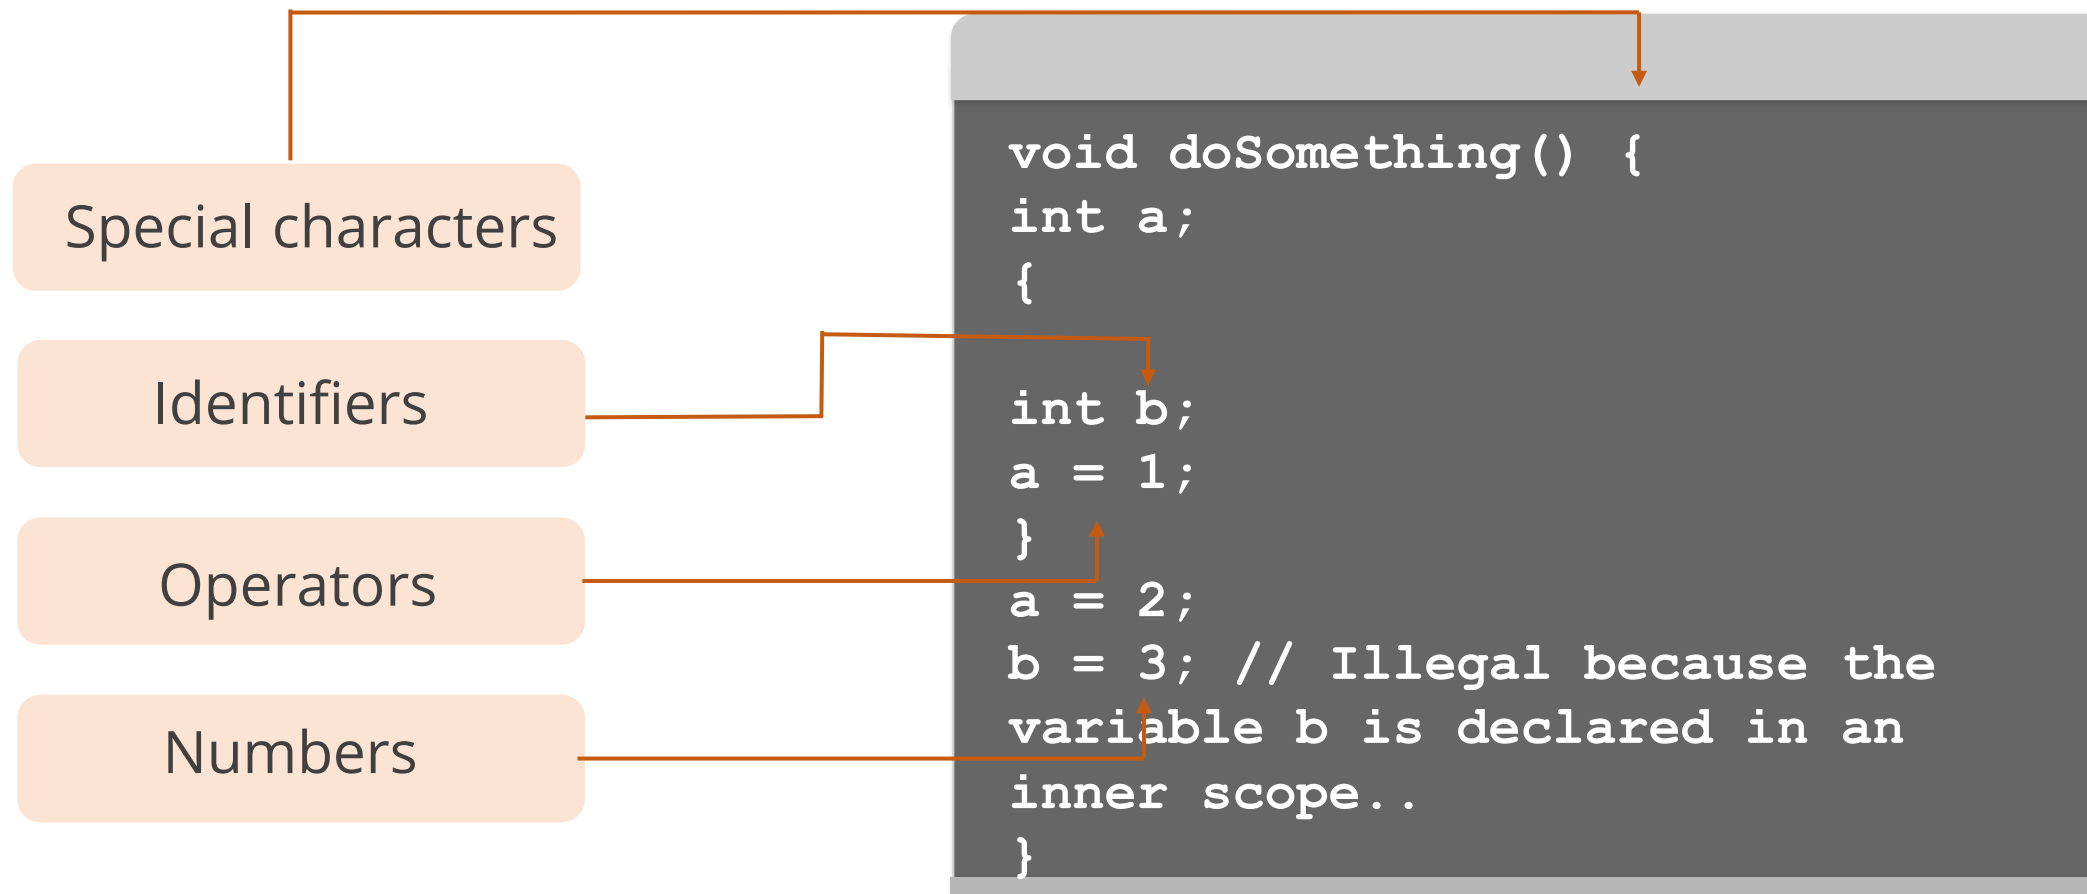 Special characters
Identifiers
Operators
Numbers
void doSomething() {
int a;
{
int b;
a = 1;
}
a = 2;
b = 3; // Illegal because the
variable b is declared in an
inner scope..
}